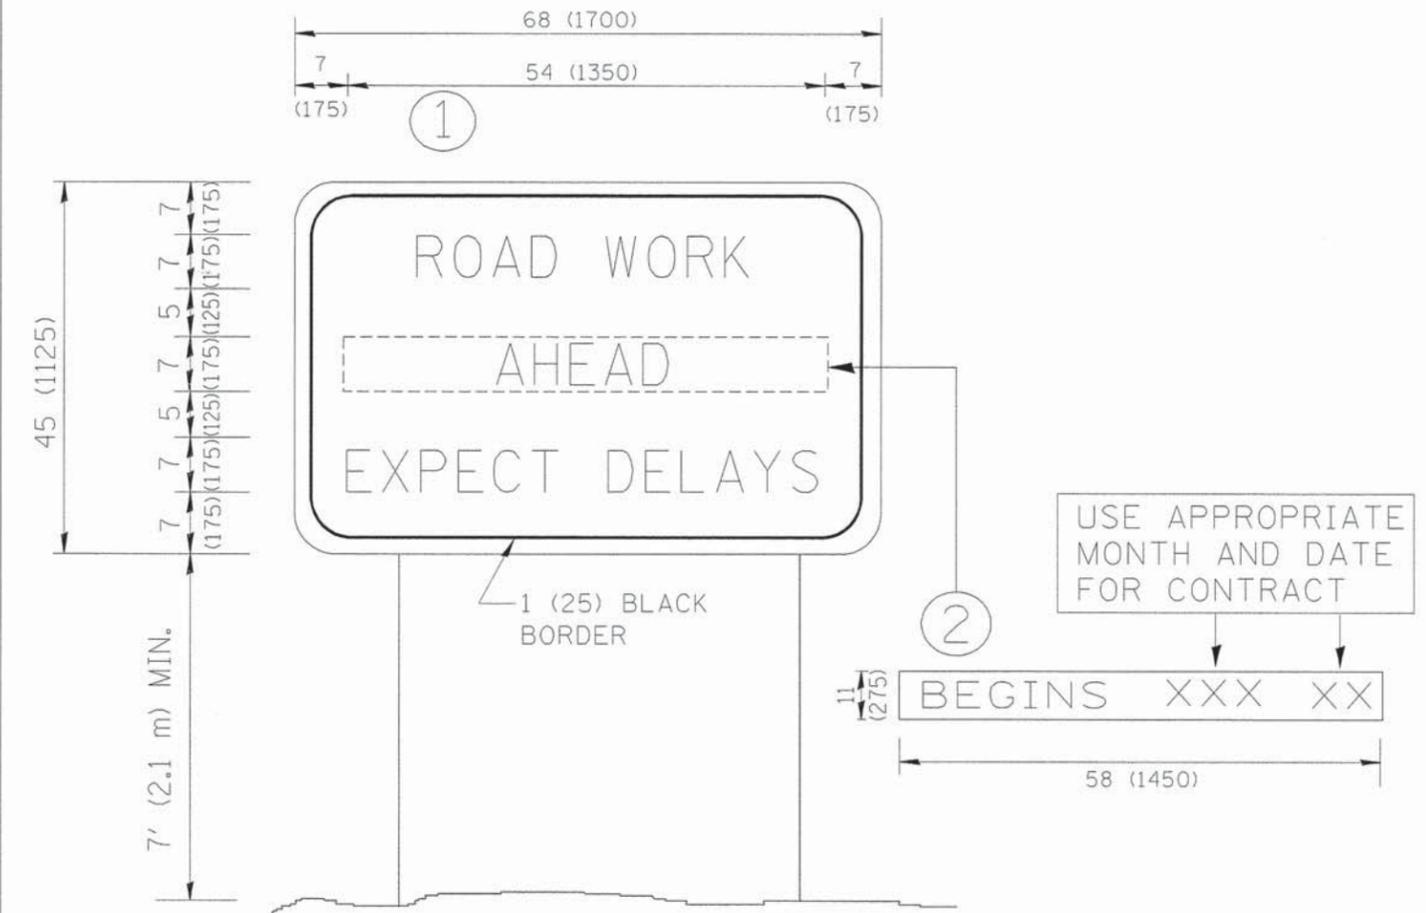 68 (1700)
7
54 (1350)
7
(175)
(175)
1
45 (1125)
7
(175)
7
(175)
5
(125)
7
(175)
5
(125)
7
(175)
7
(175)
ROAD WORK
AHEAD
EXPECT DELAYS
1 (25) BLACK
BORDER
7' (2.1 m) MIN.
2
USE APPROPRIATE
MONTH AND DATE
FOR CONTRACT
11
(275)
BEGINS XXX XX
58 (1450)